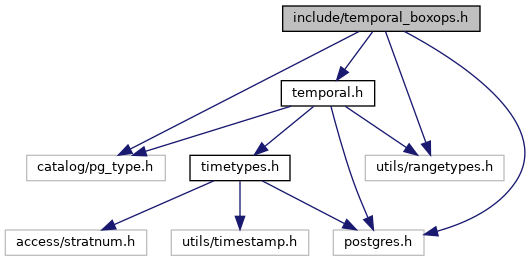 include/temporal_boxops.h
temporal.h
catalog/pg_type.h
timetypes.h
utils/rangetypes.h
access/stratnum.h
utils/timestamp.h
postgres.h